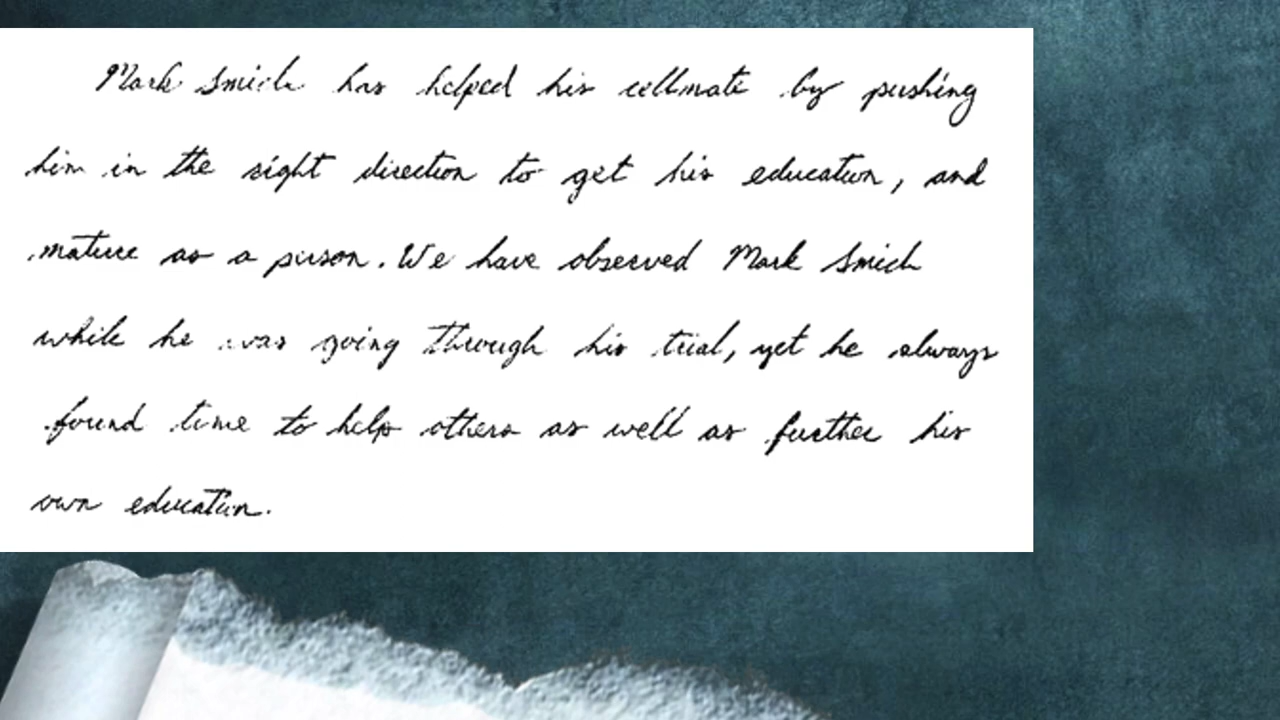 Mark Smich has helped his cellmate by pushing
him in the right direction to get his education, and
mature as a person. We have observed Mark Smich
while he was going through his trial, yet he always
found time to help others as well as further his
own education.